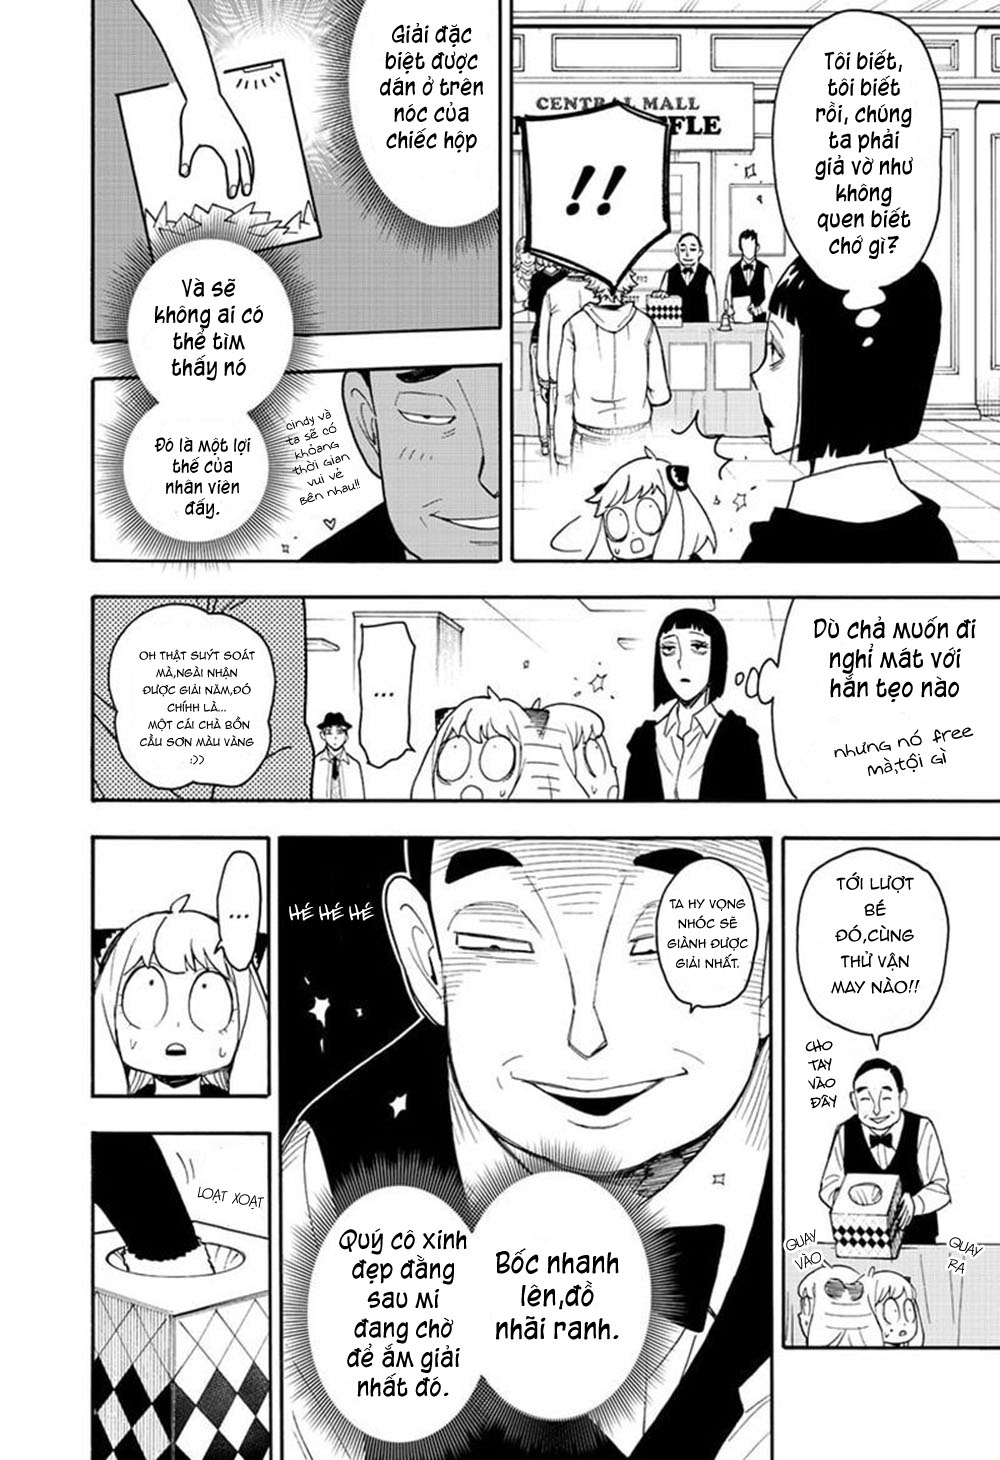 Tôi biết,
tôi biết
rồi, chúng
ta phải
giả vờ như
không
quen biết
chớ gì?
CENTRAL MALL
FLE
!!
Giải đặc
biệt được
dán ở trên
nóc của
chiếc hộp
Và sẽ
không ai có
thể tìm
thấy nó
Đó là một lợi
thế của
nhân viên
đấy.
cindy và
ta sẽ có
khỏang
thời gian
vui vẻ
Bên nhau!!
Dù chả muốn đi
nghỉ mát với
hắn tẹo nào
nhưng nó free
mà,tội gì
...
OH THẬT SUÝT SOÁT
MÀ,NGÀI NHẬN
ĐƯỢC GIẢI NĂM,ĐÓ
CHÍNH LÀ...
MỘT CÁI CHÀ BỒN
CẦU SƠN MÀU VÀNG
:))
TỚI LƯỢT
BÉ
ĐÓ,CÙNG
THỬ VẬN
MAY NÀO!!
CHO
TAY
VÀO
ĐÂY
QUAY
VÀO
QUAY
RA
TA HY VỌNG
NHÓC SẼ
GIÀNH ĐƯỢC
GIẢI NHẤT.
HÉ HÉ HÉ
Bốc nhanh
lên,đồ
nhãi ranh.
Quý cô xinh
đẹp đằng
sau mi
đang chờ
để ẵm giải
nhất đó.
...
LOẠT XOẠT